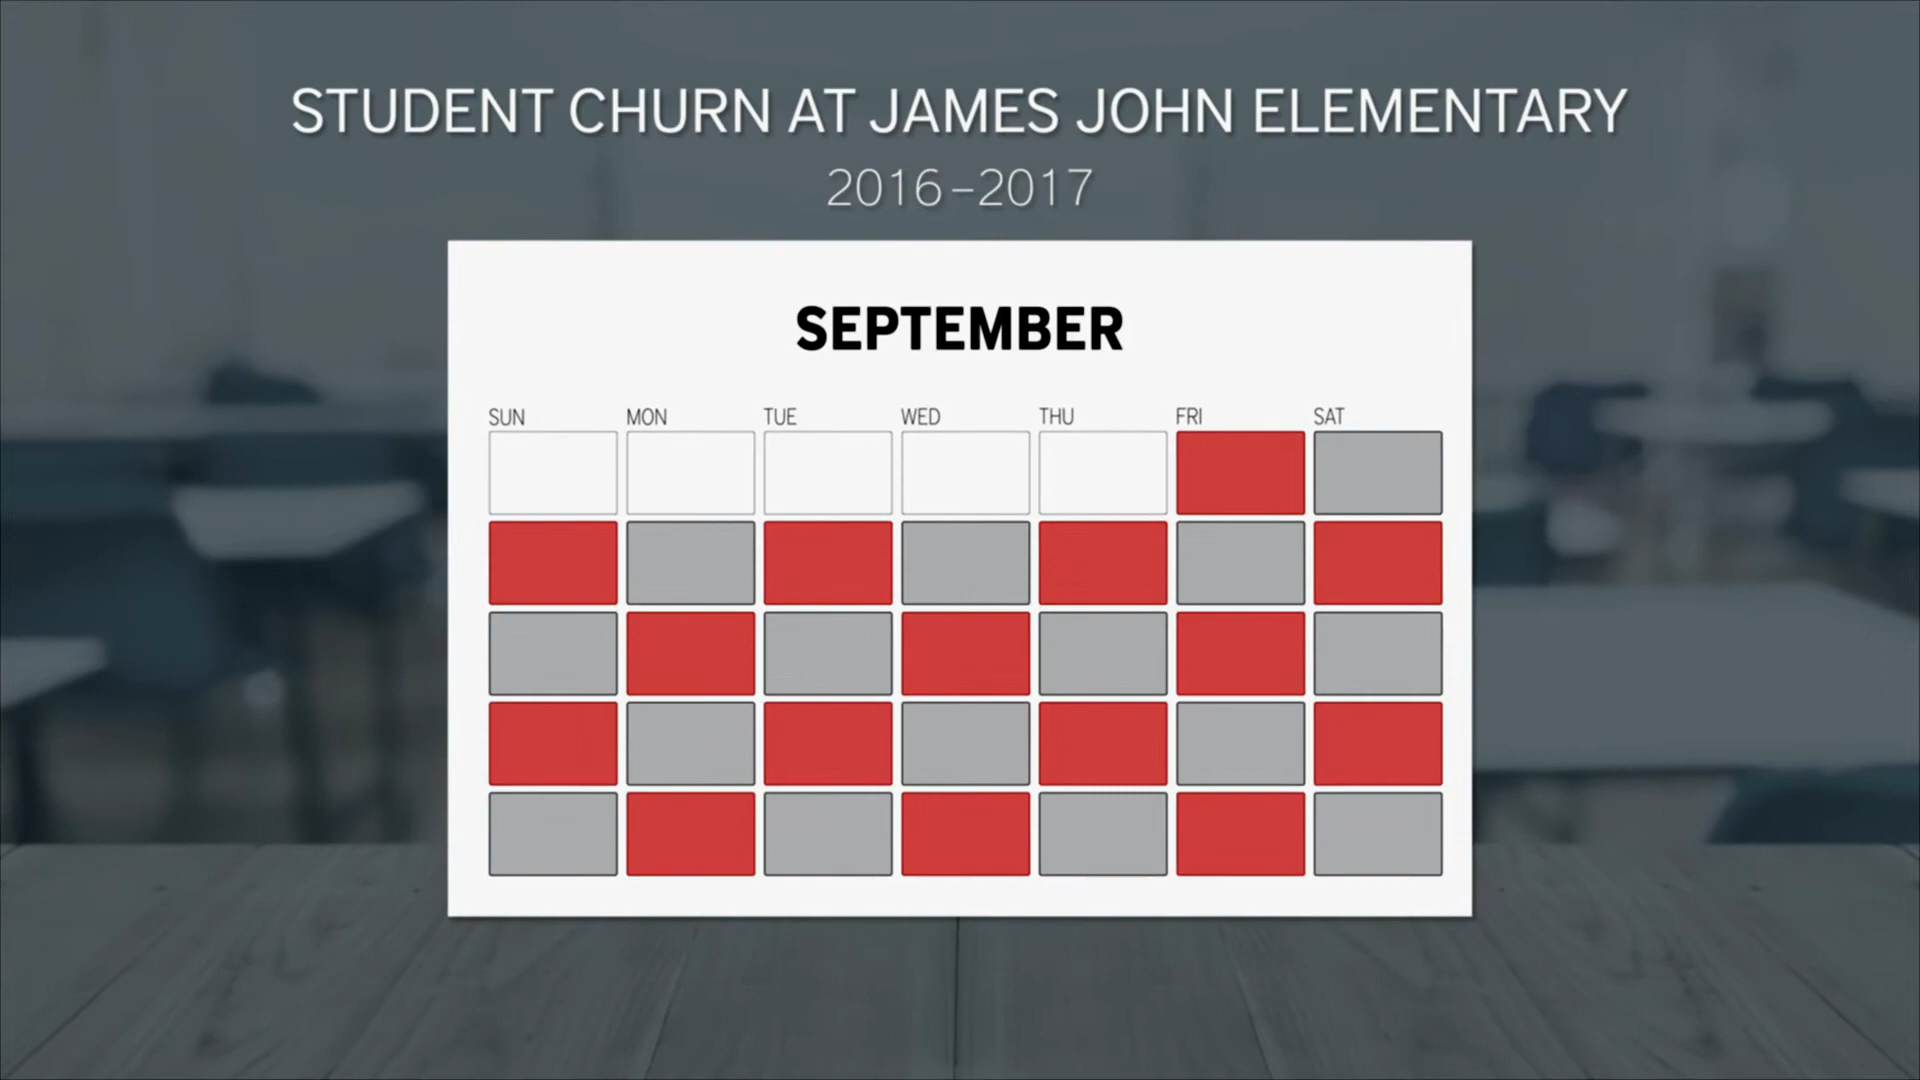 STUDENT CHURN AT JAMES JOHN ELEMENTARY
2016–2017
SEPTEMBER
SUN MON TUE WED THU FRI SAT